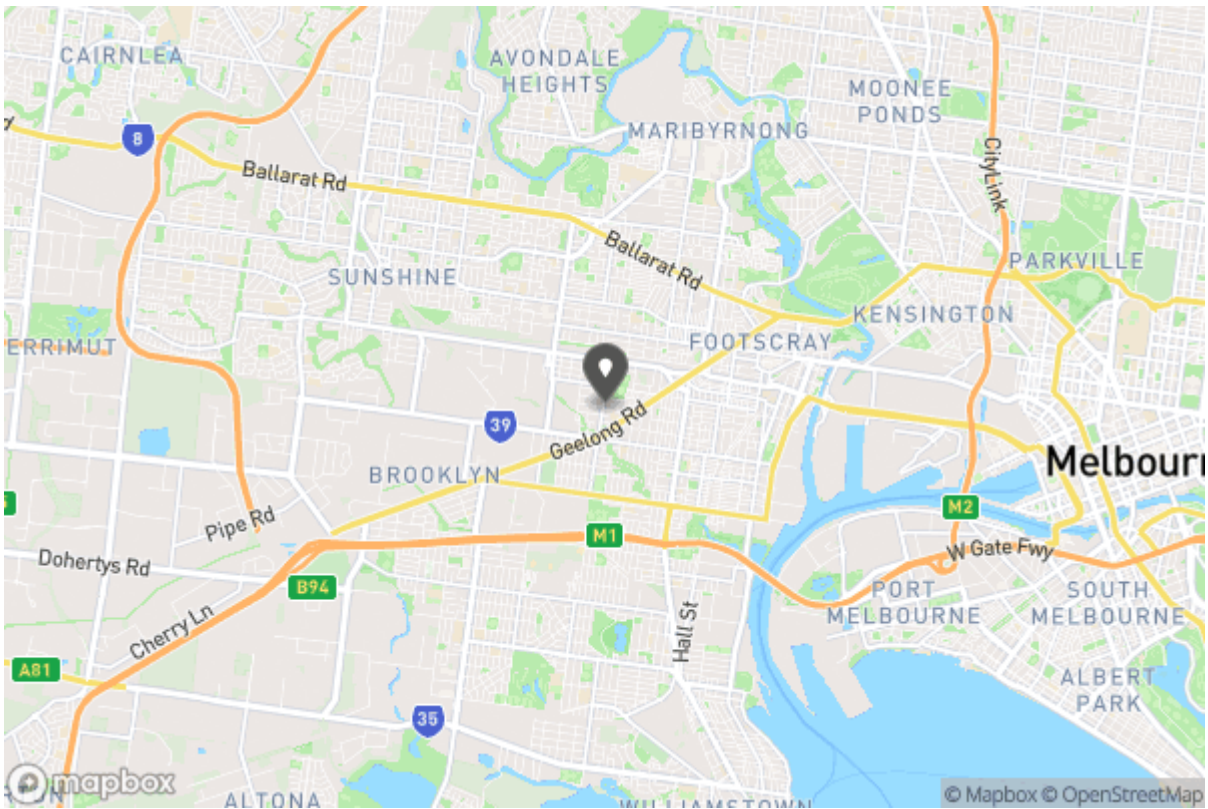 CAIRNLEA
AVONDALE
HEIGHTS
MOONEE
PONDS
8
MARIBYRNONG
CityLink
Ballarat Rd
Ballarat Rd
SUNSHINE
PARKVILLE
KENSINGTON
FOOTSCRAY
ERRIMUT
39
Geelong Rd
BROOKLYN
Melbourn
M2
Pipe Rd
M1
W Gate Fwy
Dohertys Rd
B94
PORT
MELBOURNE
SOUTH
MELBOURNE
Cherry Ln
Hall St
A81
ALBERT
PARK
35
mapbox
TON
ALTONA
WILLIAMSTOWN
© Mapbox © OpenStreetMap